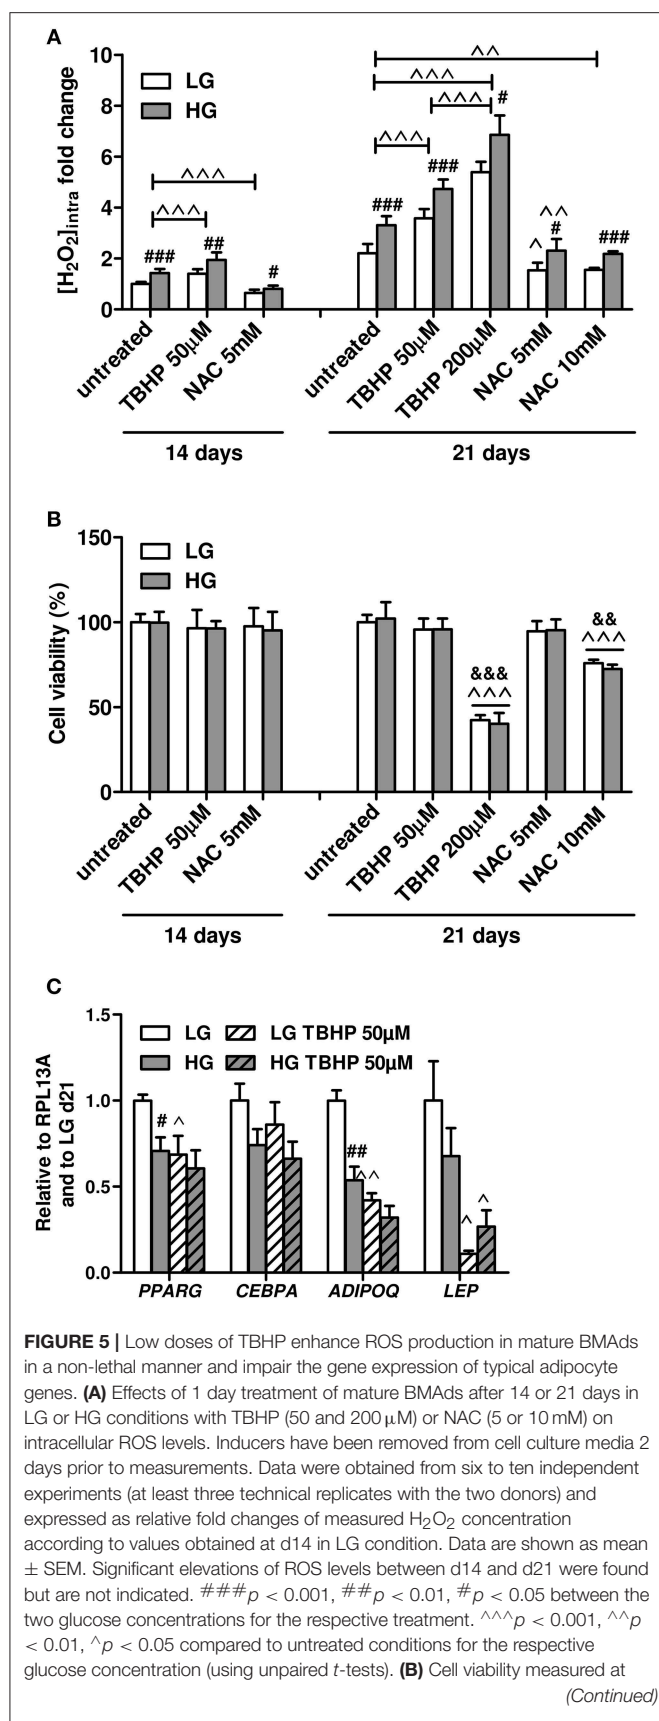 A
[H₂O₂]intra fold change
10
8
6
4
2
0
LG
HG
^^^
^^^
###
##
#
^^
^^^
^^^
^^^
###
###
#
^
^^
#
###
untreated
TBHP 50µM
NAC 5mM
untreated
TBHP 50µM
TBHP 200µM
NAC 5mM
NAC 10mM
14 days
21 days
B
Cell viability (%)
150
100
50
0
LG
HG
&&&
^^^
&&
^^^
untreated
TBHP 50µM
NAC 5mM
untreated
TBHP 50µM
TBHP 200µM
NAC 5mM
NAC 10mM
14 days
21 days
C
Relative to RPL13A
and to LG d21
1.5
1.0
0.5
0.0
LG
LG TBHP 50µM
HG
HG TBHP 50µM
#
^
##
^^
^
^
PPARG
CEBPA
ADIPOQ
LEP
FIGURE 5 | Low doses of TBHP enhance ROS production in mature BMAds
in a non-lethal manner and impair the gene expression of typical adipocyte
genes. (A) Effects of 1 day treatment of mature BMAds after 14 or 21 days in
LG or HG conditions with TBHP (50 and 200 µM) or NAC (5 or 10 mM) on
intracellular ROS levels. Inducers have been removed from cell culture media 2
days prior to measurements. Data were obtained from six to ten independent
experiments (at least three technical replicates with the two donors) and
expressed as relative fold changes of measured H₂O₂ concentration
according to values obtained at d14 in LG condition. Data are shown as mean
± SEM. Significant elevations of ROS levels between d14 and d21 were found
but are not indicated. ###p < 0.001, ##p < 0.01, #p < 0.05 between the
two glucose concentrations for the respective treatment. ^^^p < 0.001, ^^p
< 0.01, ^p < 0.05 compared to untreated conditions for the respective
glucose concentration (using unpaired t-tests). (B) Cell viability measured at
(Continued)